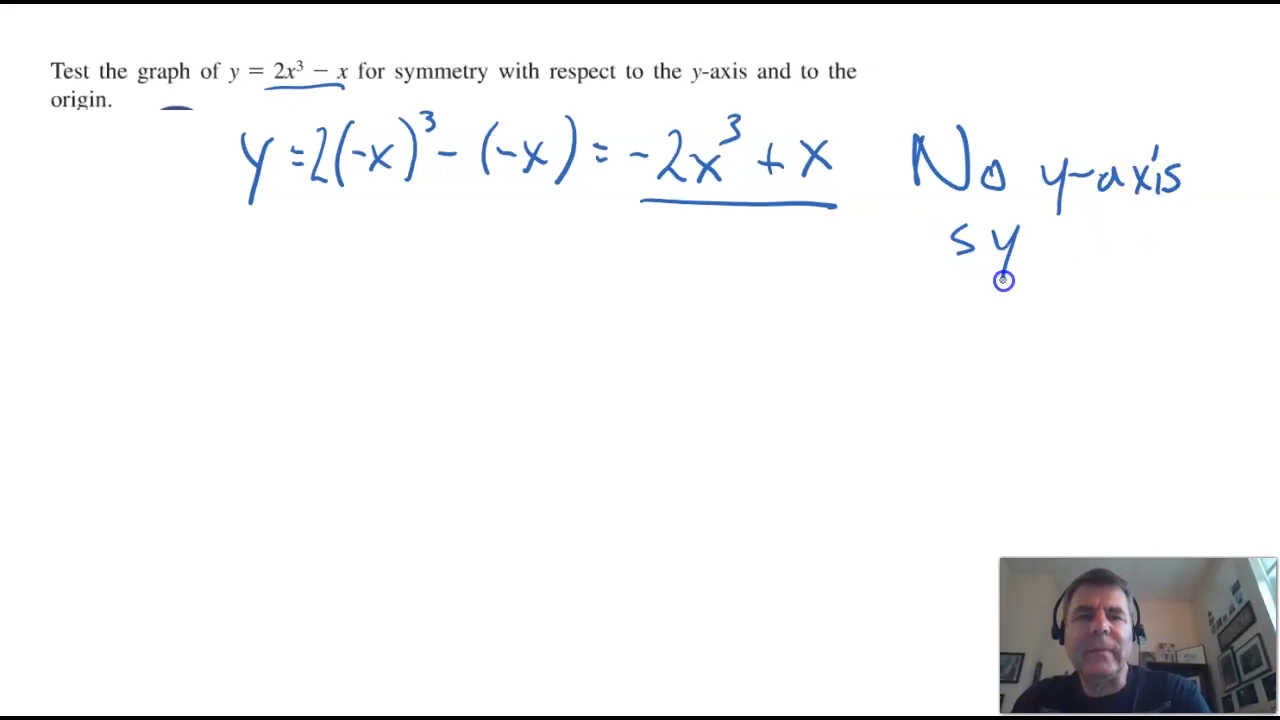 Test the graph of y = 2x³ − x for symmetry with respect to the y-axis and to the
origin.
y = 2(-x)³ - (-x) = -2x³ + x No y-axis
sy